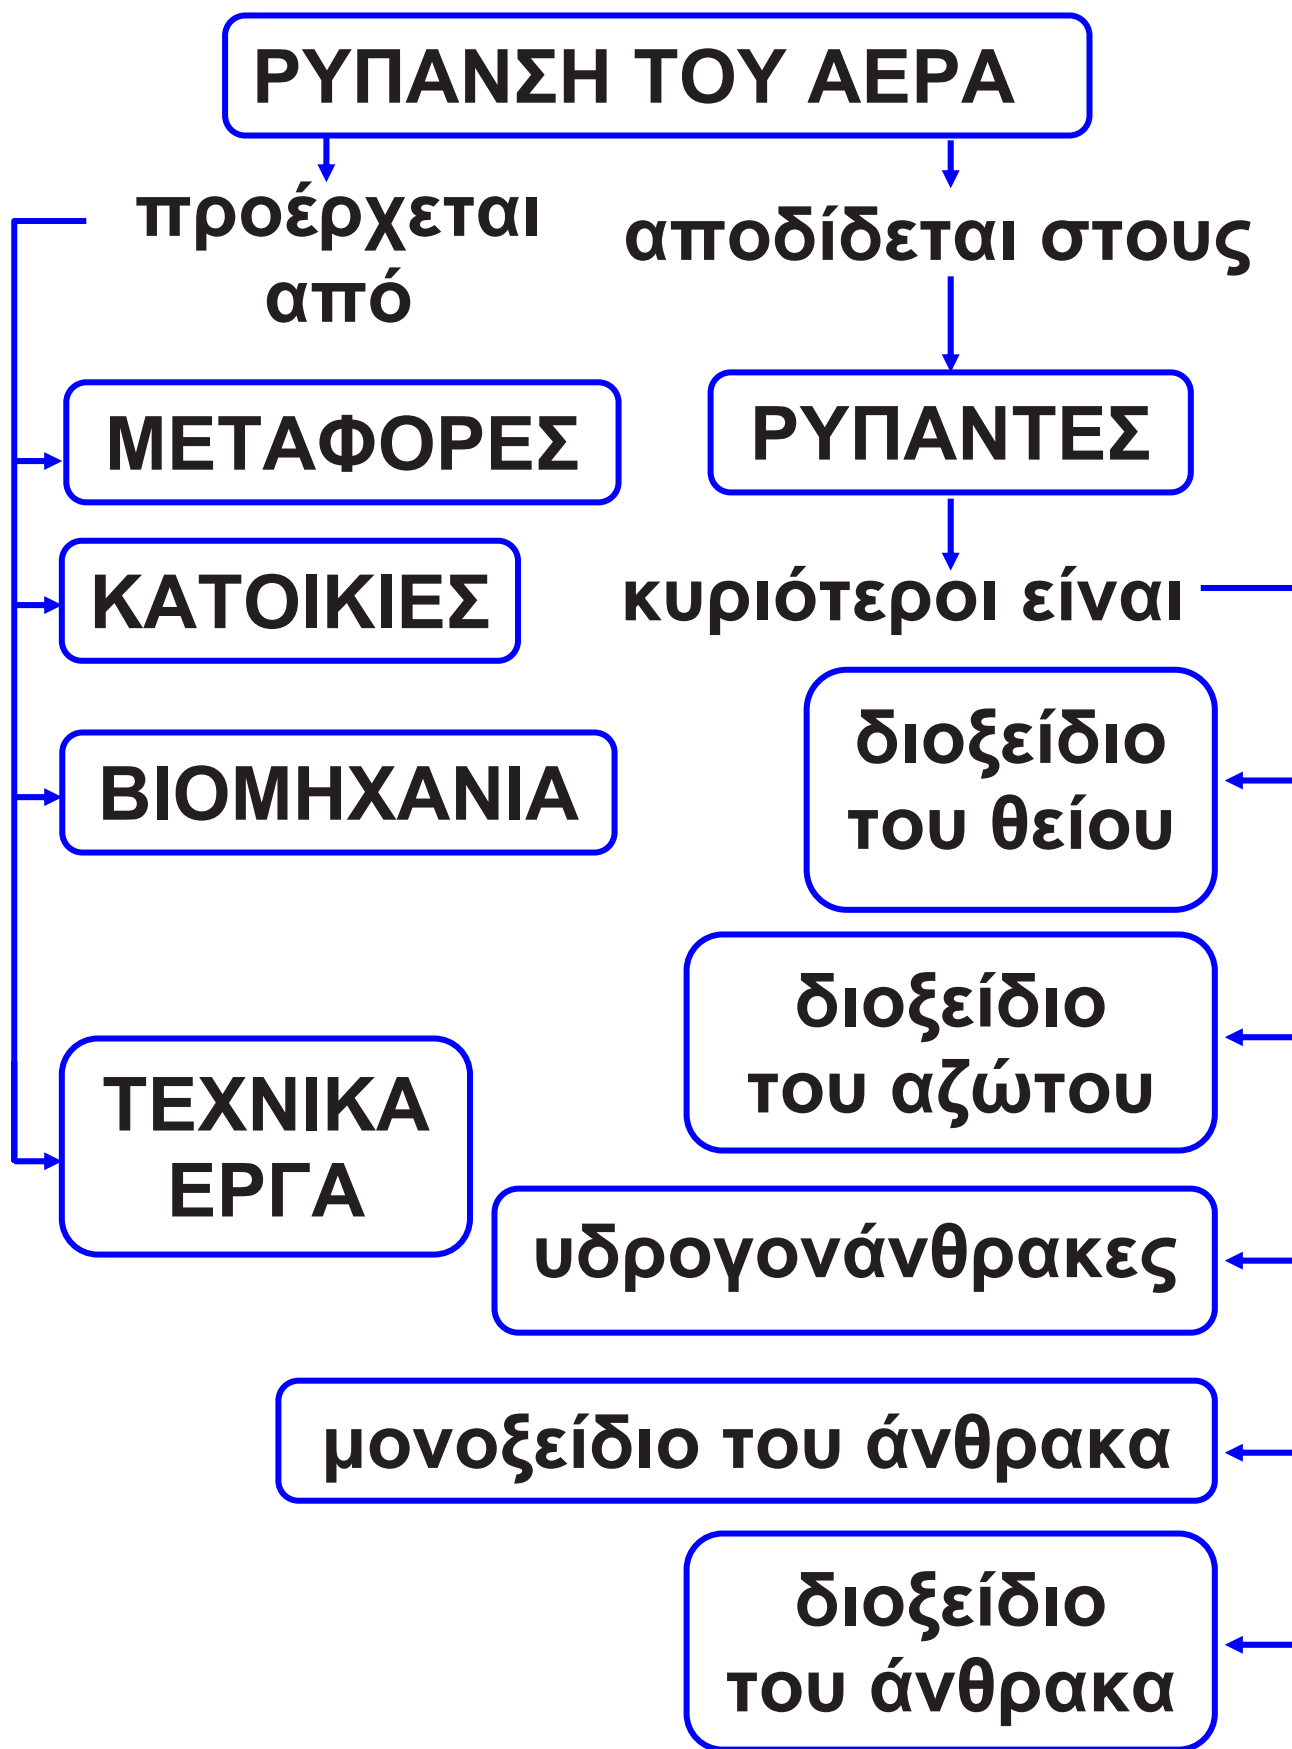 ΡΥΠΑΝΣΗ ΤΟΥ ΑΕΡΑ
προέρχεται
από
ΜΕΤΑΦΟΡΕΣ
ΚΑΤΟΙΚΙΕΣ
ΒΙΟΜΗΧΑΝΙΑ
ΤΕΧΝΙΚΑ
ΕΡΓΑ
αποδίδεται στους
ΡΥΠΑΝΤΕΣ
κυριότεροι είναι
διοξείδιο
του θείου
διοξείδιο
του αζώτου
υδρογονάνθρακες
μονοξείδιο του άνθρακα
διοξείδιο
του άνθρακα